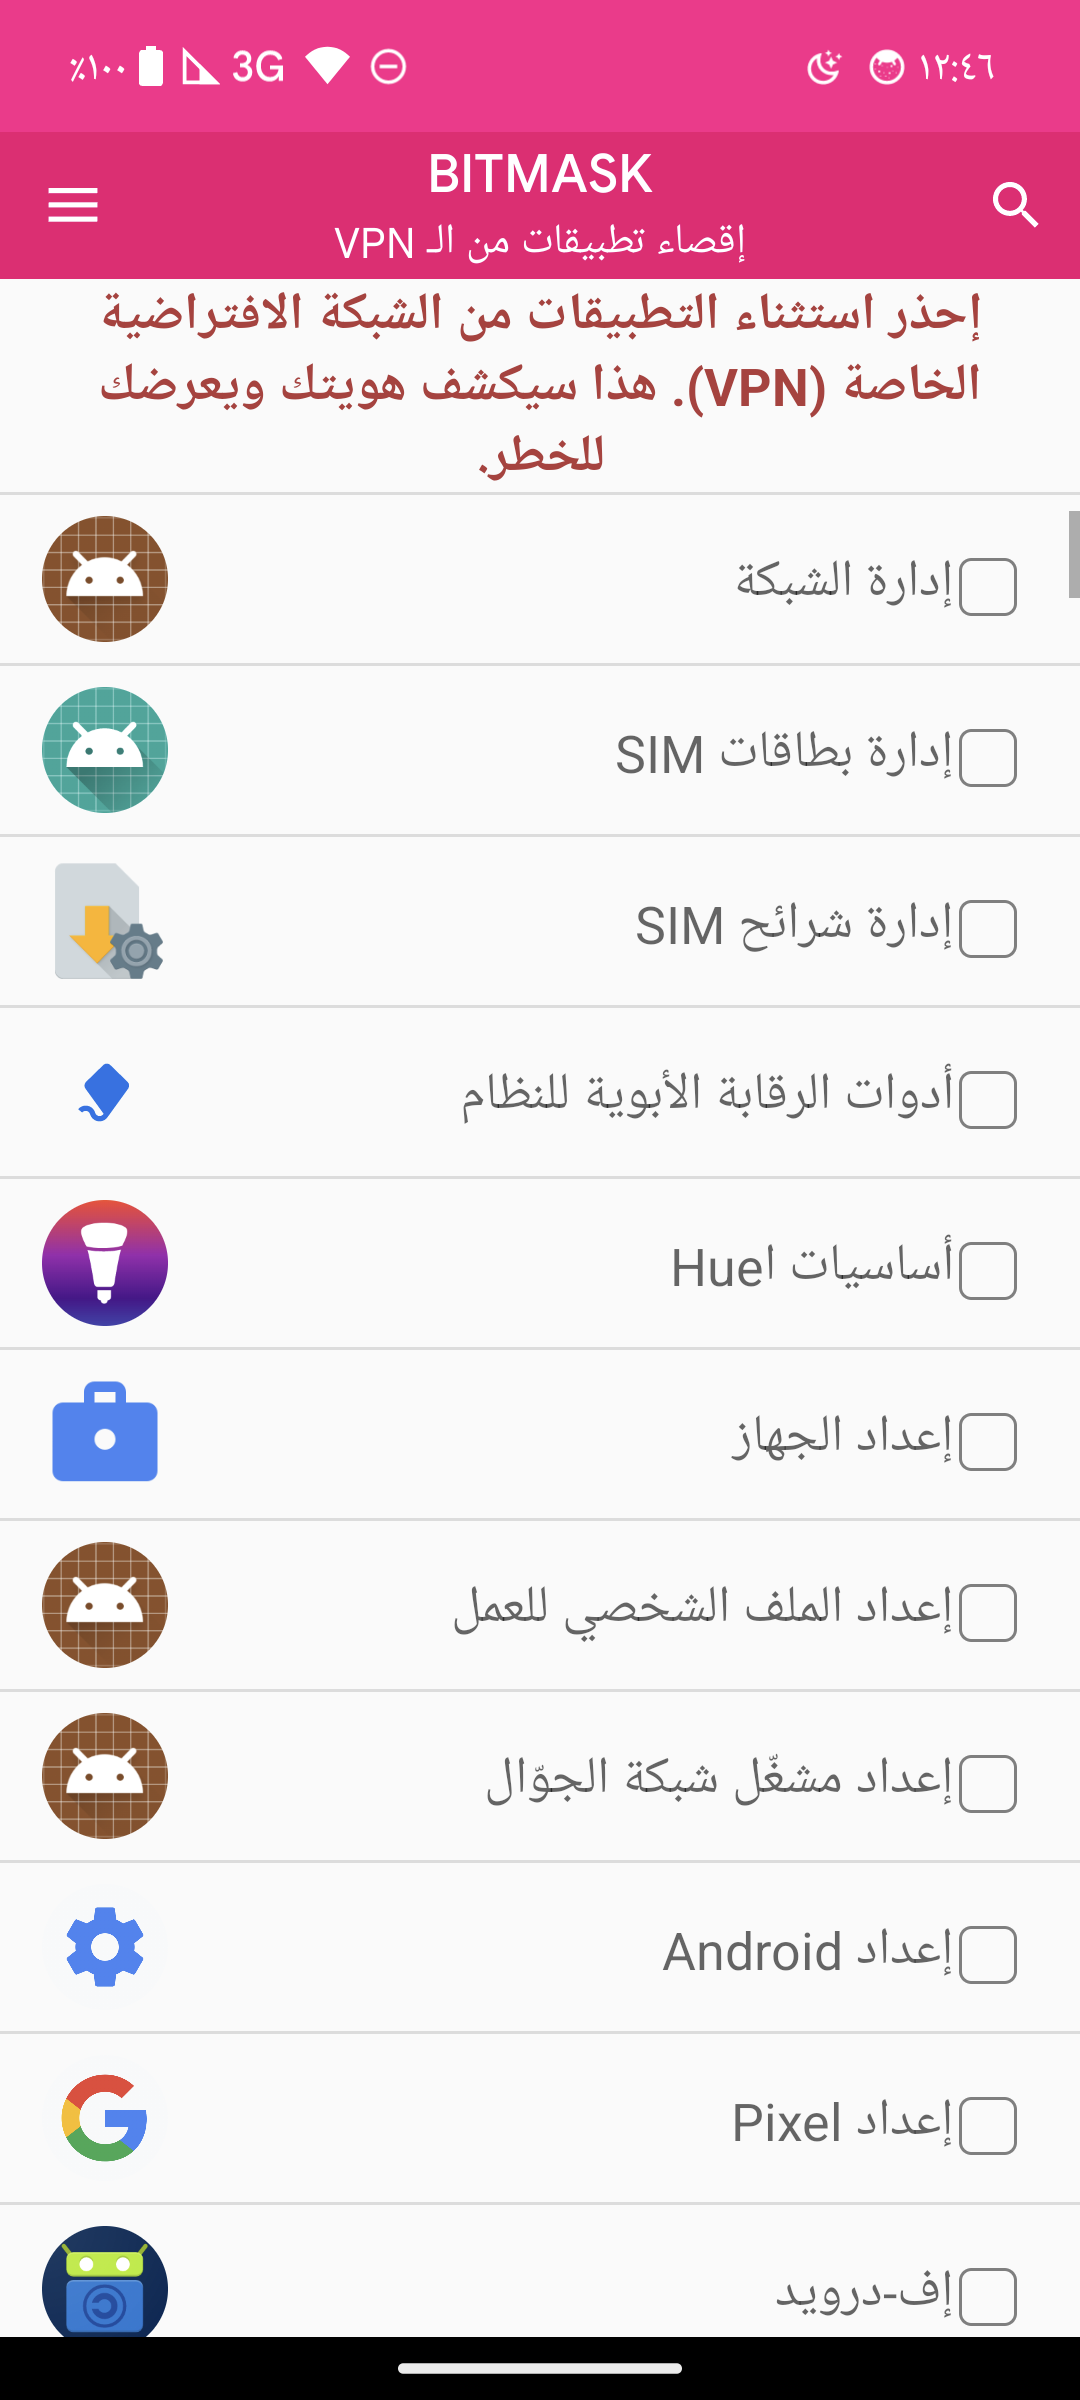 ١٢:٤٦ 3G ١٠٠٪
BITMASK
إقصاء تطبيقات من الـ VPN
إحذر استثناء التطبيقات من الشبكة الافتراضية
الخاصة (VPN). هذا سيكشف هويتك ويعرضك
للخطر.
إدارة الشبكة
إدارة بطاقات SIM
إدارة شرائح SIM
أدوات الرقابة الأبوية للنظام
أساسيات اHue
إعداد الجهاز
إعداد الملف الشخصي للعمل
إعداد مشغّل شبكة الجوّال
إعداد Android
إعداد Pixel
إف-درويد